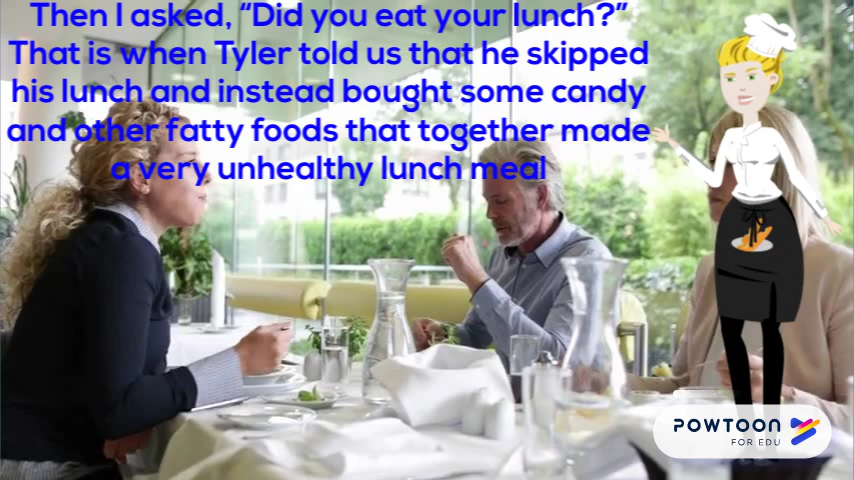 Then I asked, “Did you eat your lunch?”
That is when Tyler told us that he skipped
his lunch and instead bought some candy
and other fatty foods that together made
a very unhealthy lunch meal
POWTOON
FOR EDU